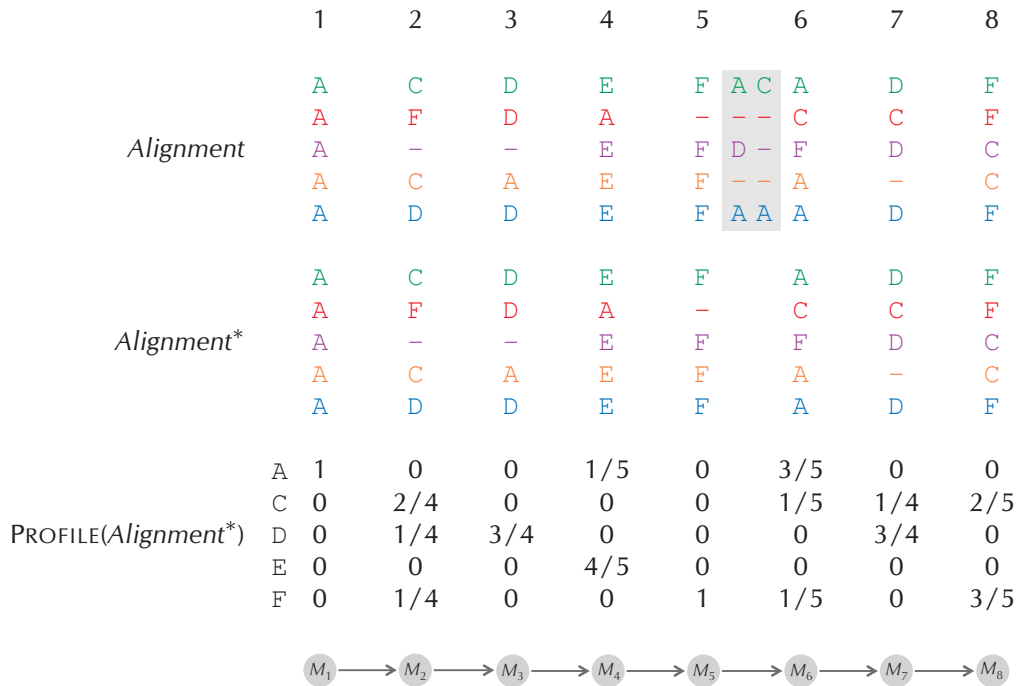 1 2 3 4 5 6 7 8
A C D E F A C A D F
A F D A - - - C C F
Alignment A - - E F D - F D C
A C A E F - - A - C
A D D E F A A A D F
A C D E F A D F
A F D A - C C F
Alignment* A - - E F F D C
A C A E F A - C
A D D E F A D F
A 1 0 0 1/5 0 3/5 0 0
C 0 2/4 0 0 0 1/5 1/4 2/5
PROFILE(Alignment*) D 0 1/4 3/4 0 0 0 3/4 0
E 0 0 0 4/5 0 0 0 0
F 0 1/4 0 0 1 1/5 0 3/5
M1 M2 M3 M4 M5 M6 M7 M8